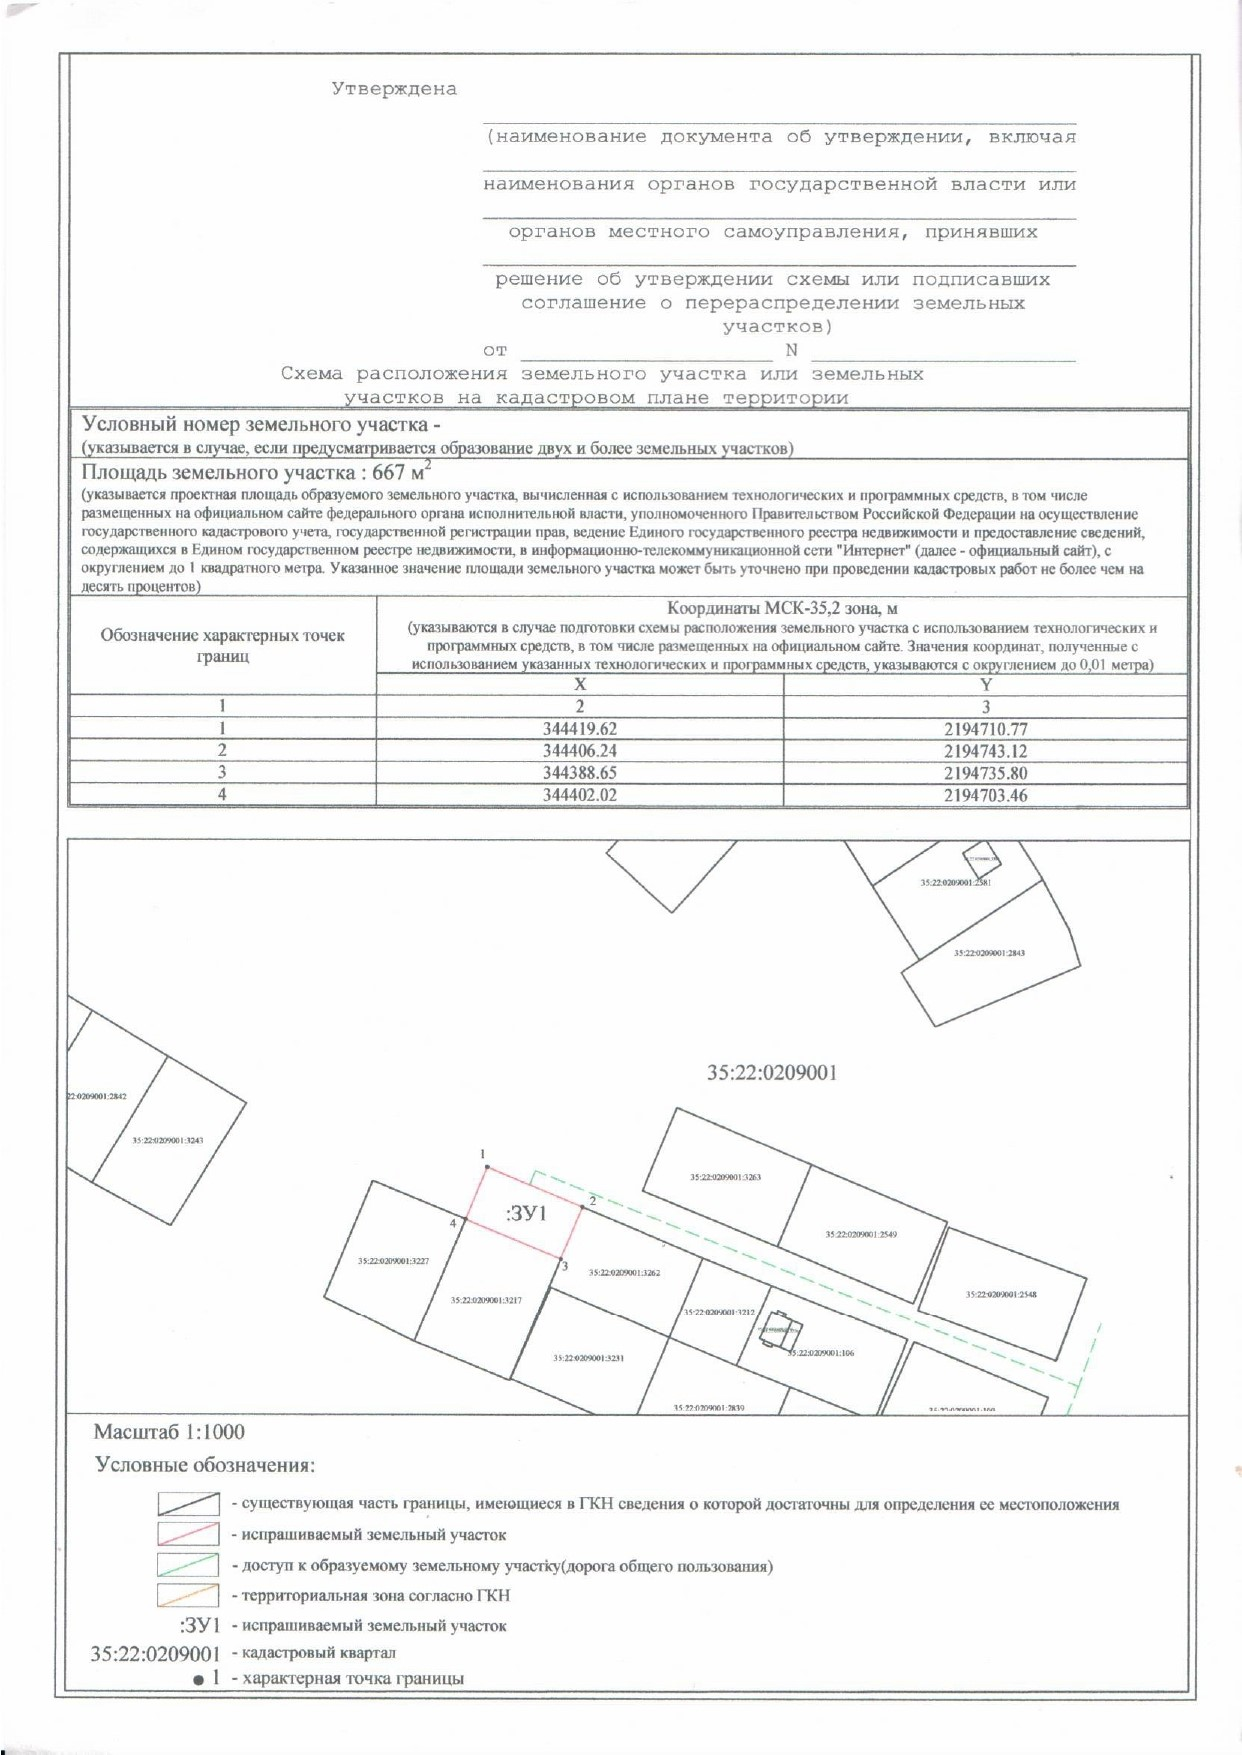 Утверждена
(наименование документа об утверждении, включая
наименования органов государственной власти или
органов местного самоуправления, принявших
решение об утверждении схемы или подписавших
соглашение о перераспределении земельных
участков)
от N
Схема расположения земельного участка или земельных
участков на кадастровом плане территории
Условный номер земельного участка -
(указывается в случае, если предусматривается образование двух и более земельных участков)
Площадь земельного участка : 667 м²
(указывается проектная площадь образуемого земельного участка, вычисленная с использованием технологических и программных средств, в том числе
размещенных на официальном сайте федерального органа исполнительной власти, уполномоченного Правительством Российской Федерации на осуществление
государственного кадастрового учета, государственной регистрации прав, ведение Единого государственного реестра недвижимости и предоставление сведений,
содержащихся в Едином государственном реестре недвижимости, в информационно-телекоммуникационной сети "Интернет" (далее - официальный сайт), с
округлением до 1 квадратного метра. Указанное значение площади земельного участка может быть уточнено при проведении кадастровых работ не более чем на
десять процентов)
Обозначение характерных точек
границ
Координаты МСК-35,2 зона, м
(указываются в случае подготовки схемы расположения земельного участка с использованием технологических и
программных средств, в том числе размещенных на официальном сайте. Значения координат, полученные с
использованием указанных технологических и программных средств, указываются с округлением до 0,01 метра)
X Y
1 2 3
1 344419.62 2194710.77
2 344406.24 2194743.12
3 344388.65 2194735.80
4 344402.02 2194703.46
35:22:0209001:2581
35:22:0209001:2843
35:22:0209001
22:0209001:2842
35:22:0209001:3243
1
35:22:0209001:3263
2
:ЗУ1
4
35:22:0209001:2549
35:22:0209001:3227
3
35:22:0209001:3262
35:22:0209001:2548
35:22:0209001:3217
35:22:0209001:3212
35:22:0209001:106
35:22:0209001:3231
35:22:0209001:2839
Масштаб 1:1000
Условные обозначения:
- существующая часть границы, имеющиеся в ГКН сведения о которой достаточны для определения ее местоположения
- испрашиваемый земельный участок
- доступ к образуемому земельному участку(дорога общего пользования)
- территориальная зона согласно ГКН
:ЗУ1 - испрашиваемый земельный участок
35:22:0209001 - кадастровый квартал
● 1 - характерная точка границы